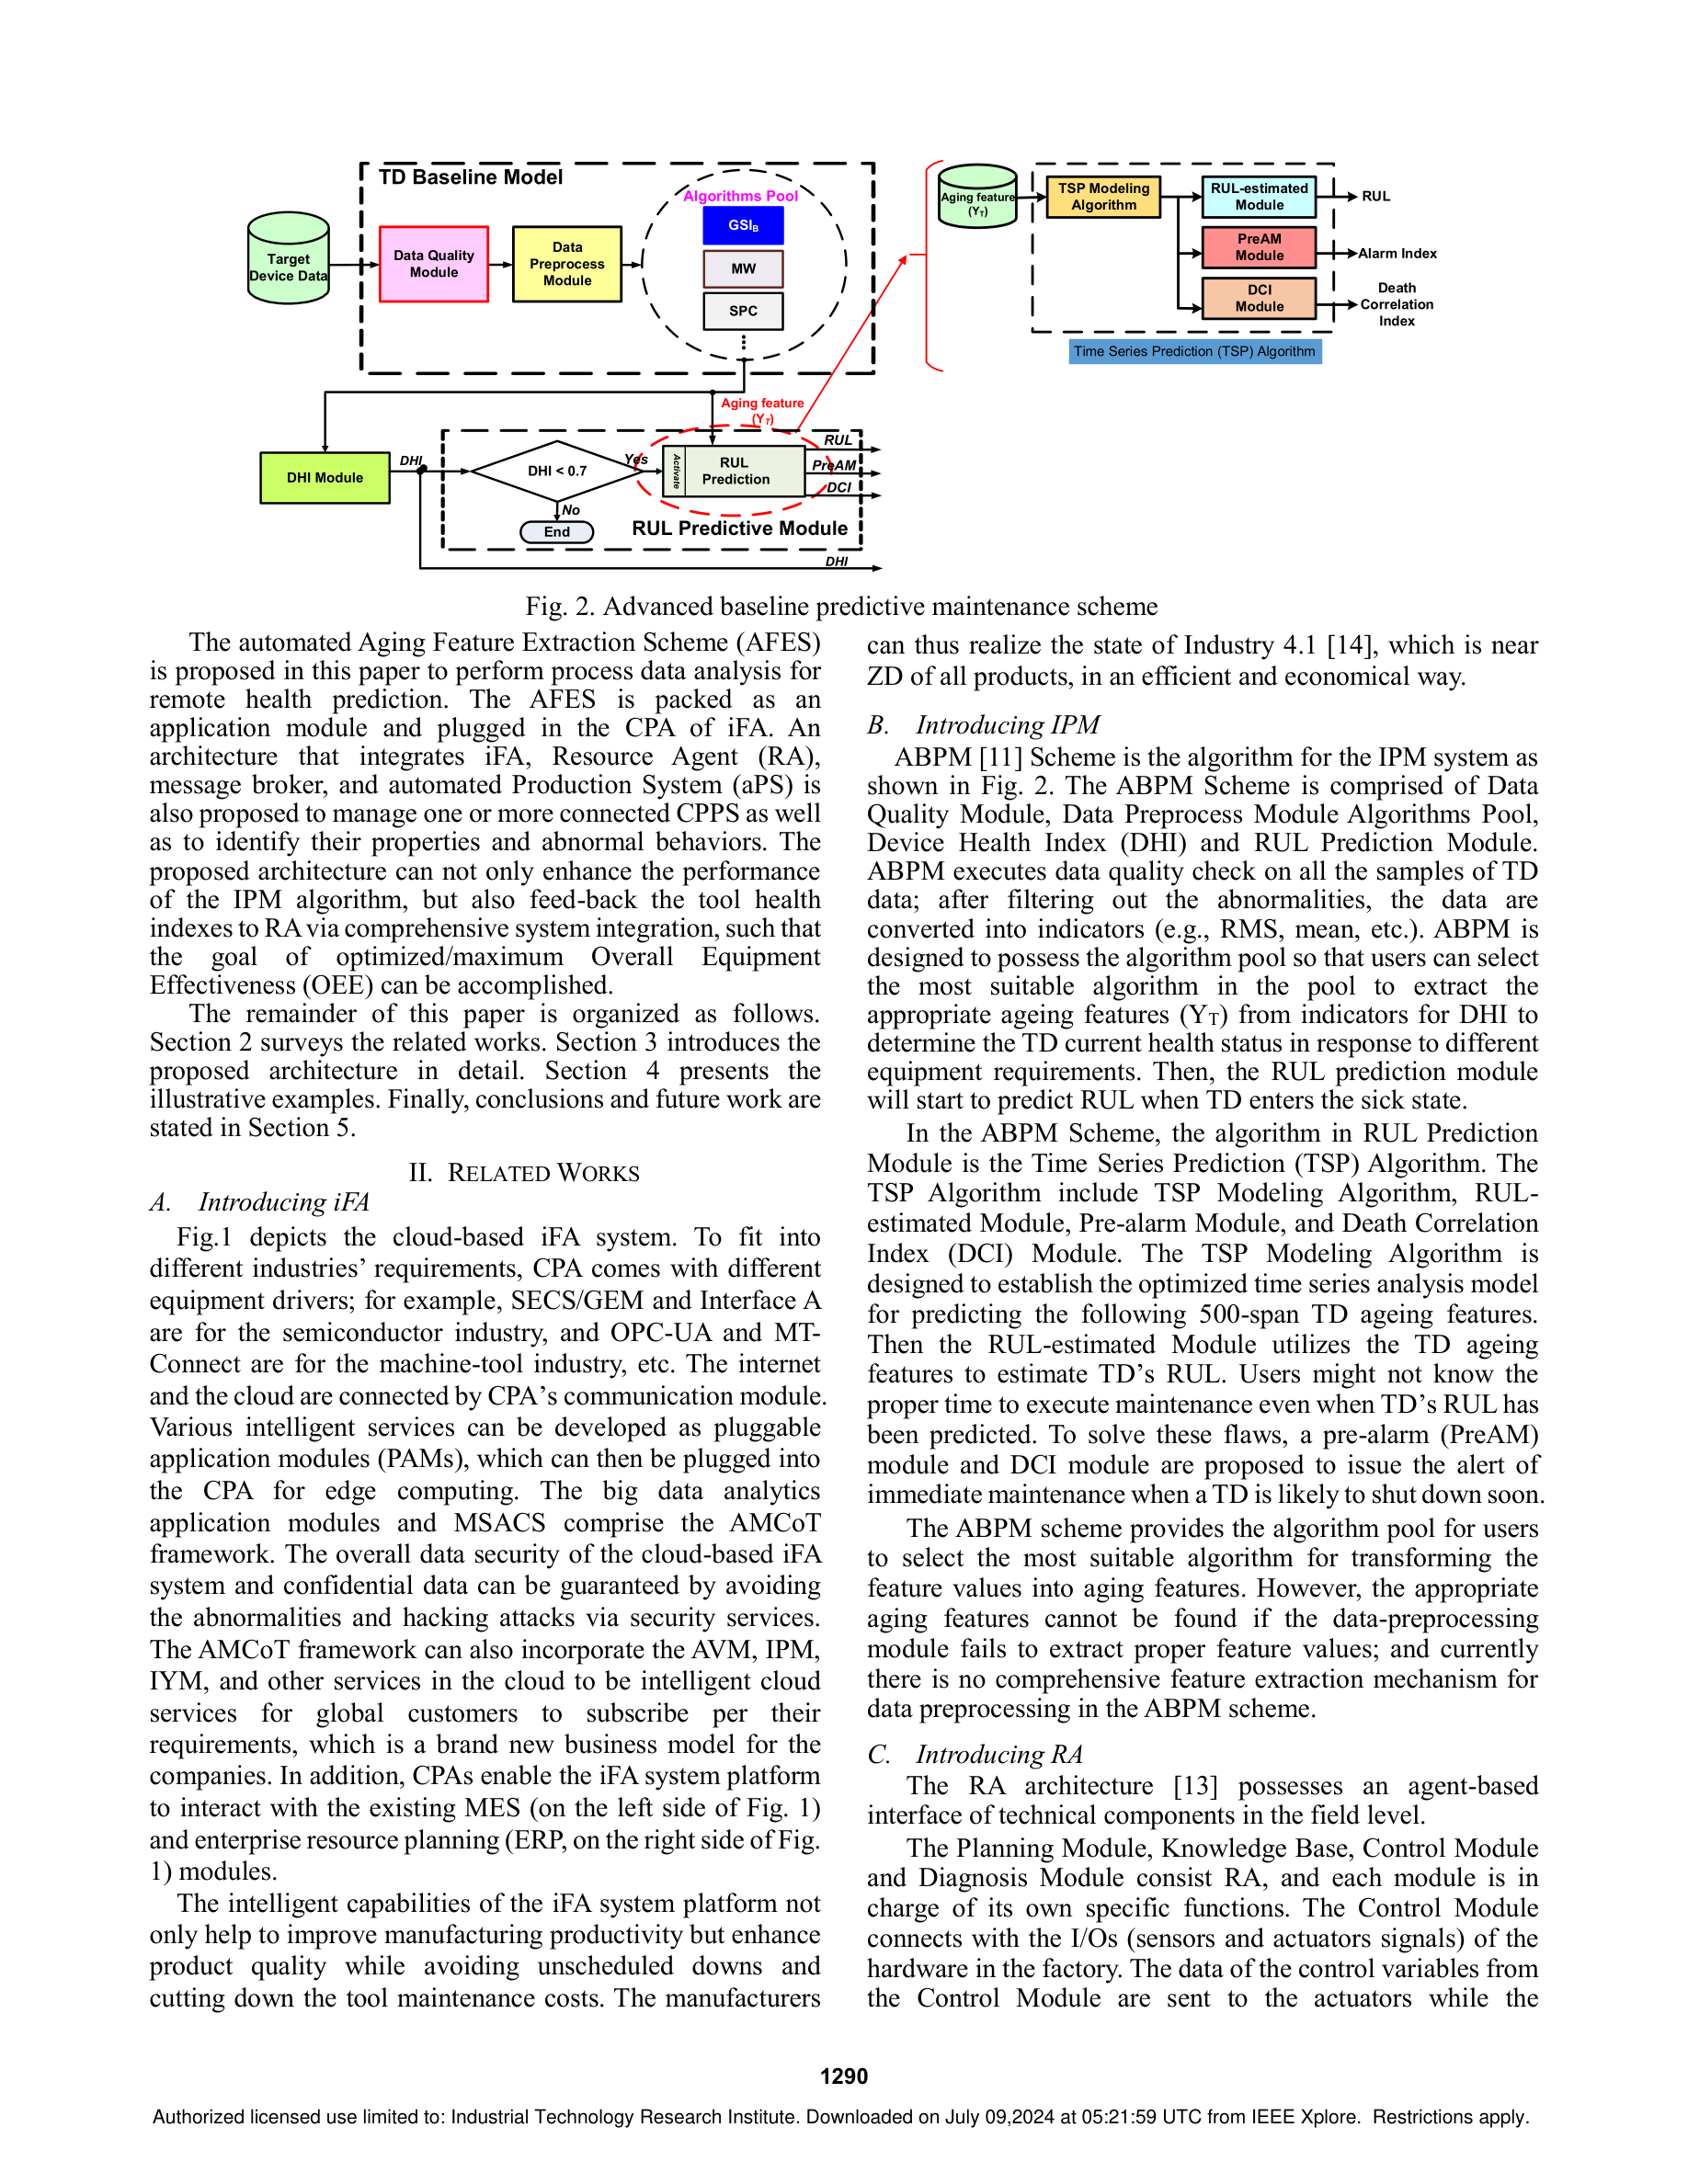 TD Baseline Model
Algorithms Pool
GSIB
MW
SPC
Target
Device Data
Data Quality
Module
Data
Preprocess
Module
Aging feature
(YT)
TSP Modeling
Algorithm
RUL-estimated
Module
RUL
PreAM
Module
Alarm Index
DCI
Module
Death
Correlation
Index
Time Series Prediction (TSP) Algorithm
Aging feature
(YT)
DHI Module
DHI
DHI < 0.7
Yes
No
End
Activate
RUL
Prediction
RUL
PreAM
DCI
RUL Predictive Module
DHI
Fig. 2. Advanced baseline predictive maintenance scheme
The automated Aging Feature Extraction Scheme (AFES)
is proposed in this paper to perform process data analysis for
remote health prediction. The AFES is packed as an
application module and plugged in the CPA of iFA. An
architecture that integrates iFA, Resource Agent (RA),
message broker, and automated Production System (aPS) is
also proposed to manage one or more connected CPPS as well
as to identify their properties and abnormal behaviors. The
proposed architecture can not only enhance the performance
of the IPM algorithm, but also feed-back the tool health
indexes to RA via comprehensive system integration, such that
the goal of optimized/maximum Overall Equipment
Effectiveness (OEE) can be accomplished.
The remainder of this paper is organized as follows.
Section 2 surveys the related works. Section 3 introduces the
proposed architecture in detail. Section 4 presents the
illustrative examples. Finally, conclusions and future work are
stated in Section 5.
II. RELATED WORKS
A. Introducing iFA
Fig.1 depicts the cloud-based iFA system. To fit into
different industries’ requirements, CPA comes with different
equipment drivers; for example, SECS/GEM and Interface A
are for the semiconductor industry, and OPC-UA and MT-
Connect are for the machine-tool industry, etc. The internet
and the cloud are connected by CPA’s communication module.
Various intelligent services can be developed as pluggable
application modules (PAMs), which can then be plugged into
the CPA for edge computing. The big data analytics
application modules and MSACS comprise the AMCoT
framework. The overall data security of the cloud-based iFA
system and confidential data can be guaranteed by avoiding
the abnormalities and hacking attacks via security services.
The AMCoT framework can also incorporate the AVM, IPM,
IYM, and other services in the cloud to be intelligent cloud
services for global customers to subscribe per their
requirements, which is a brand new business model for the
companies. In addition, CPAs enable the iFA system platform
to interact with the existing MES (on the left side of Fig. 1)
and enterprise resource planning (ERP, on the right side of Fig.
1) modules.
The intelligent capabilities of the iFA system platform not
only help to improve manufacturing productivity but enhance
product quality while avoiding unscheduled downs and
cutting down the tool maintenance costs. The manufacturers
can thus realize the state of Industry 4.1 [14], which is near
ZD of all products, in an efficient and economical way.
B. Introducing IPM
ABPM [11] Scheme is the algorithm for the IPM system as
shown in Fig. 2. The ABPM Scheme is comprised of Data
Quality Module, Data Preprocess Module Algorithms Pool,
Device Health Index (DHI) and RUL Prediction Module.
ABPM executes data quality check on all the samples of TD
data; after filtering out the abnormalities, the data are
converted into indicators (e.g., RMS, mean, etc.). ABPM is
designed to possess the algorithm pool so that users can select
the most suitable algorithm in the pool to extract the
appropriate ageing features (YT) from indicators for DHI to
determine the TD current health status in response to different
equipment requirements. Then, the RUL prediction module
will start to predict RUL when TD enters the sick state.
In the ABPM Scheme, the algorithm in RUL Prediction
Module is the Time Series Prediction (TSP) Algorithm. The
TSP Algorithm include TSP Modeling Algorithm, RUL-
estimated Module, Pre-alarm Module, and Death Correlation
Index (DCI) Module. The TSP Modeling Algorithm is
designed to establish the optimized time series analysis model
for predicting the following 500-span TD ageing features.
Then the RUL-estimated Module utilizes the TD ageing
features to estimate TD’s RUL. Users might not know the
proper time to execute maintenance even when TD’s RUL has
been predicted. To solve these flaws, a pre-alarm (PreAM)
module and DCI module are proposed to issue the alert of
immediate maintenance when a TD is likely to shut down soon.
The ABPM scheme provides the algorithm pool for users
to select the most suitable algorithm for transforming the
feature values into aging features. However, the appropriate
aging features cannot be found if the data-preprocessing
module fails to extract proper feature values; and currently
there is no comprehensive feature extraction mechanism for
data preprocessing in the ABPM scheme.
C. Introducing RA
The RA architecture [13] possesses an agent-based
interface of technical components in the field level.
The Planning Module, Knowledge Base, Control Module
and Diagnosis Module consist RA, and each module is in
charge of its own specific functions. The Control Module
connects with the I/Os (sensors and actuators signals) of the
hardware in the factory. The data of the control variables from
the Control Module are sent to the actuators while the
1290
Authorized licensed use limited to: Industrial Technology Research Institute. Downloaded on July 09,2024 at 05:21:59 UTC from IEEE Xplore. Restrictions apply.